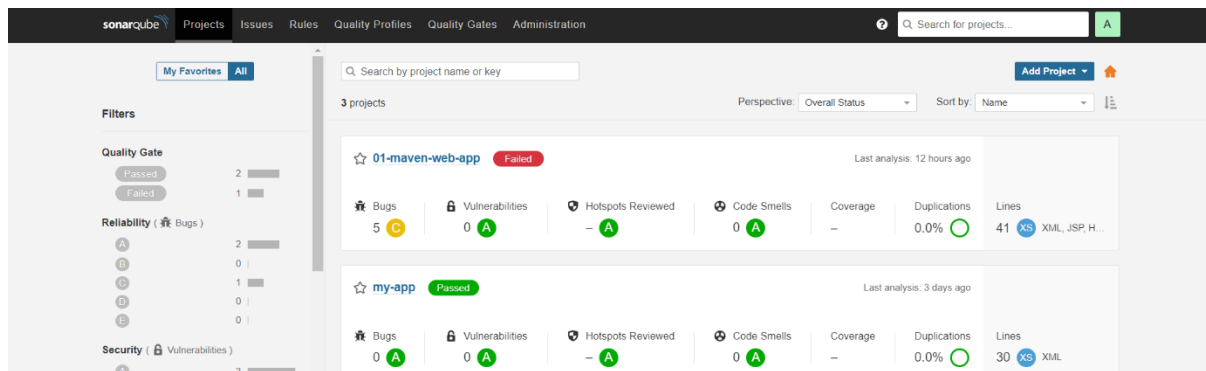 sonarqube Projects Issues Rules Quality Profiles Quality Gates Administration ? Search for projects... A
My Favorites All
Search by project name or key
Add Project
3 projects
Perspective: Overall Status
Sort by: Name
Filters
Quality Gate
Passed 2
Failed 1
Reliability ( Bugs )
A 2
B 0
C 1
D 0
E 0
Security ( Vulnerabilities )
01-maven-web-app Failed
Last analysis: 12 hours ago
Bugs Vulnerabilities Hotspots Reviewed Code Smells Coverage Duplications Lines
5 C 0 A – A 0 A – 0.0% 41 XS XML, JSP, H...
my-app Passed
Last analysis: 3 days ago
Bugs Vulnerabilities Hotspots Reviewed Code Smells Coverage Duplications Lines
0 A 0 A – A 0 A – 0.0% 30 XS XML